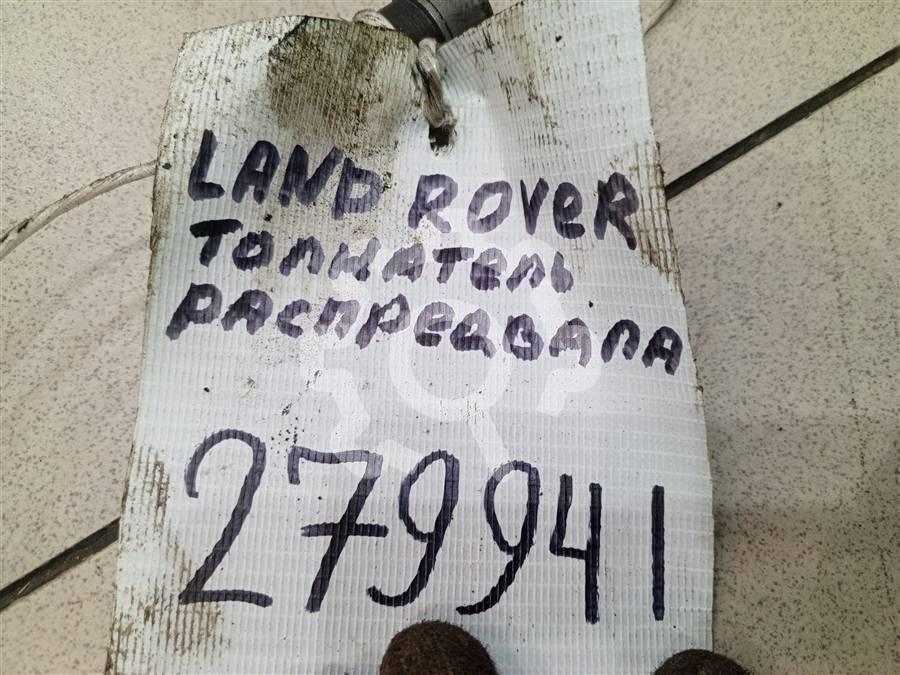 LAND ROVER
Толкатель
распредвала
279941